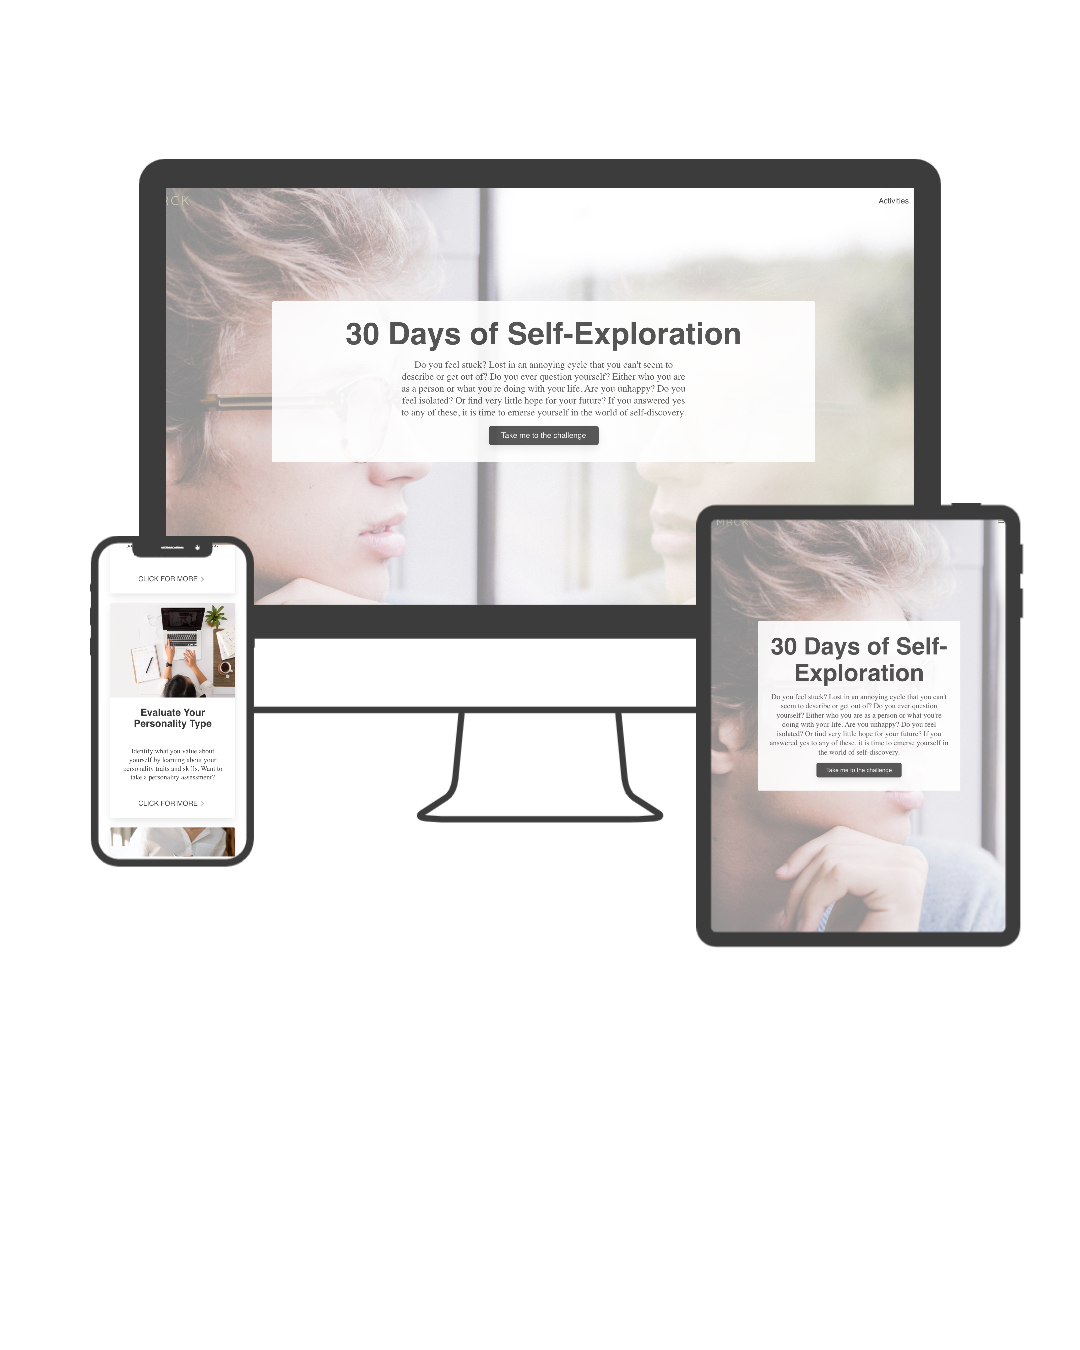 RCK
Activities
30 Days of Self-Exploration
Do you feel stuck? Lost in an annoying cycle that you can't seem to
describe or get out of? Do you ever question yourself? Either who you are
as a person or what you're doing with your life. Are you unhappy? Do you
feel isolated? Or find very little hope for your future? If you answered yes
to any of these, it is time to emerse yourself in the world of self-discovery
Take me to the challenge
CLICK FOR MORE >
Evaluate Your
Personality Type
Identify what you value about
yourself by learning about your
personality traits and skills. Want to
take a personality assessment?
CLICK FOR MORE >
MRCK
30 Days of Self-
Exploration
Do you feel stuck? Lost in an annoying cycle that you can't
seem to describe or get out of? Do you ever question
yourself? Either who you are as a person or what you're
doing with your life. Are you unhappy? Do you feel
isolated? Or find very little hope for your future? If you
answered yes to any of these, it is time to emerse yourself in
the world of self-discovery.
Take me to the challenge